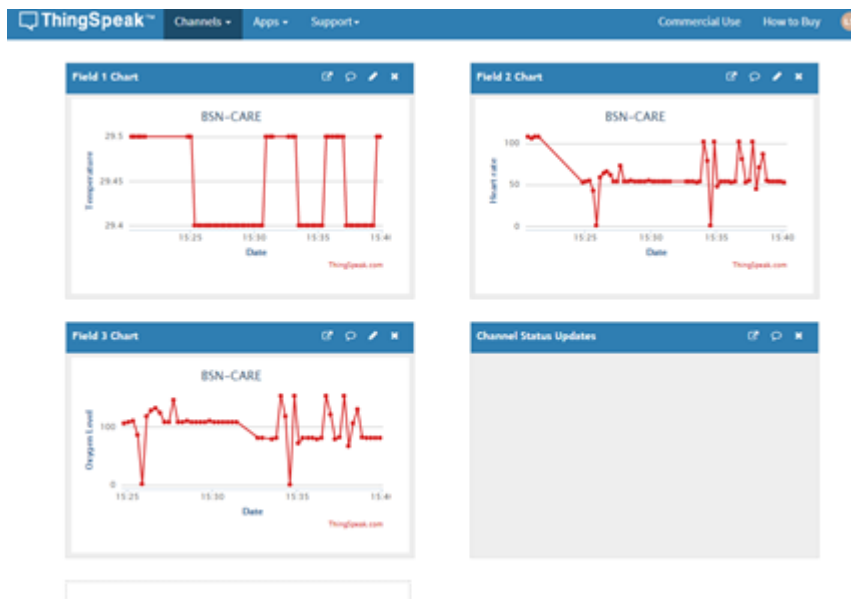 ThingSpeak™ Channels Apps Support Commercial Use How to Buy
Field 1 Chart
BSN-CARE
29.5
29.45
29.4
Temperature
15:25 15:30 15:35 15:4
Date
ThingSpeak.com
Field 2 Chart
BSN-CARE
100
50
0
Heart rate
15:25 15:30 15:35 15:40
Date
ThingSpeak.com
Field 3 Chart
BSN-CARE
100
0
Oxygen Level
15:25 15:30 15:35 15:4
Date
ThingSpeak.com
Channel Status Updates